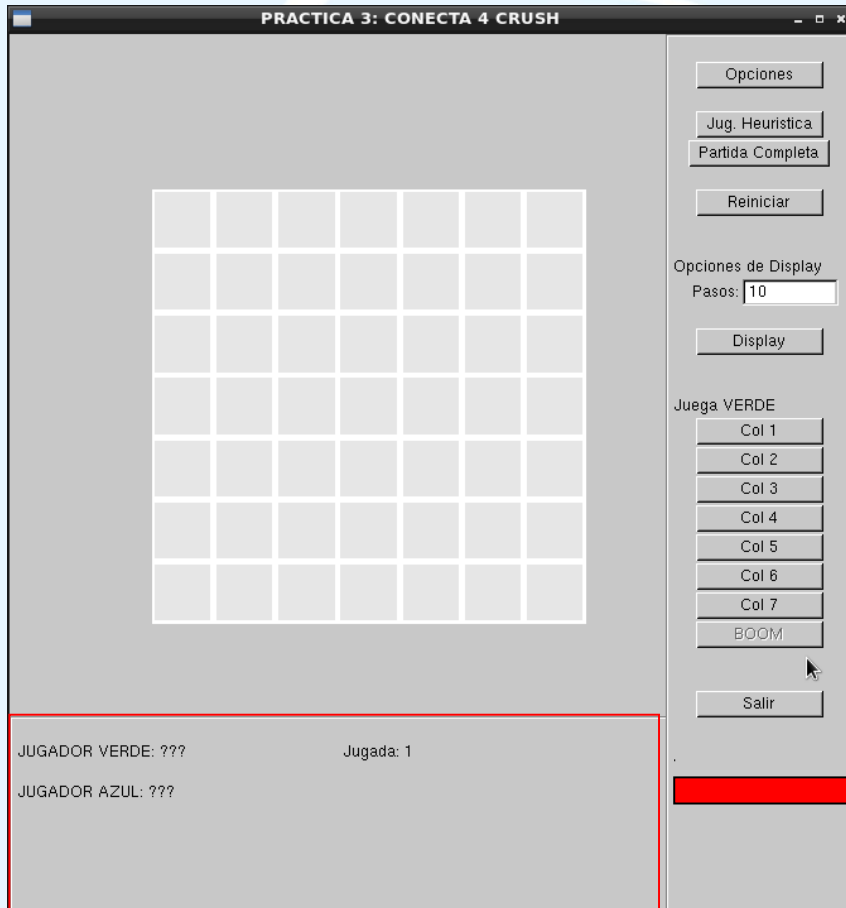 PRACTICA 3: CONECTA 4 CRUSH
Opciones
Jug. Heuristica
Partida Completa
Reiniciar
Opciones de Display
Pasos: 10
Display
Juega VERDE
Col 1
Col 2
Col 3
Col 4
Col 5
Col 6
Col 7
BOOM
Salir
.
JUGADOR VERDE: ??? Jugada: 1
JUGADOR AZUL: ???